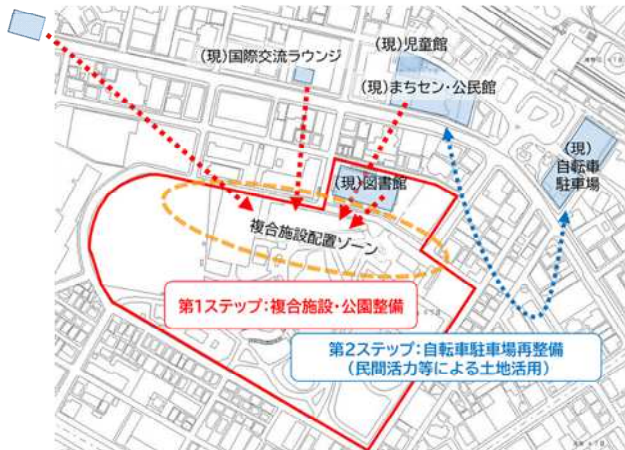 (現)国際交流ラウンジ
(現)児童館
(現)まちセン・公民館
(現)
自転車
駐車場
(現)図書館
複合施設配置ゾーン
第1ステップ:複合施設・公園整備
第2ステップ:自転車駐車場再整備
(民間活力等による土地活用)